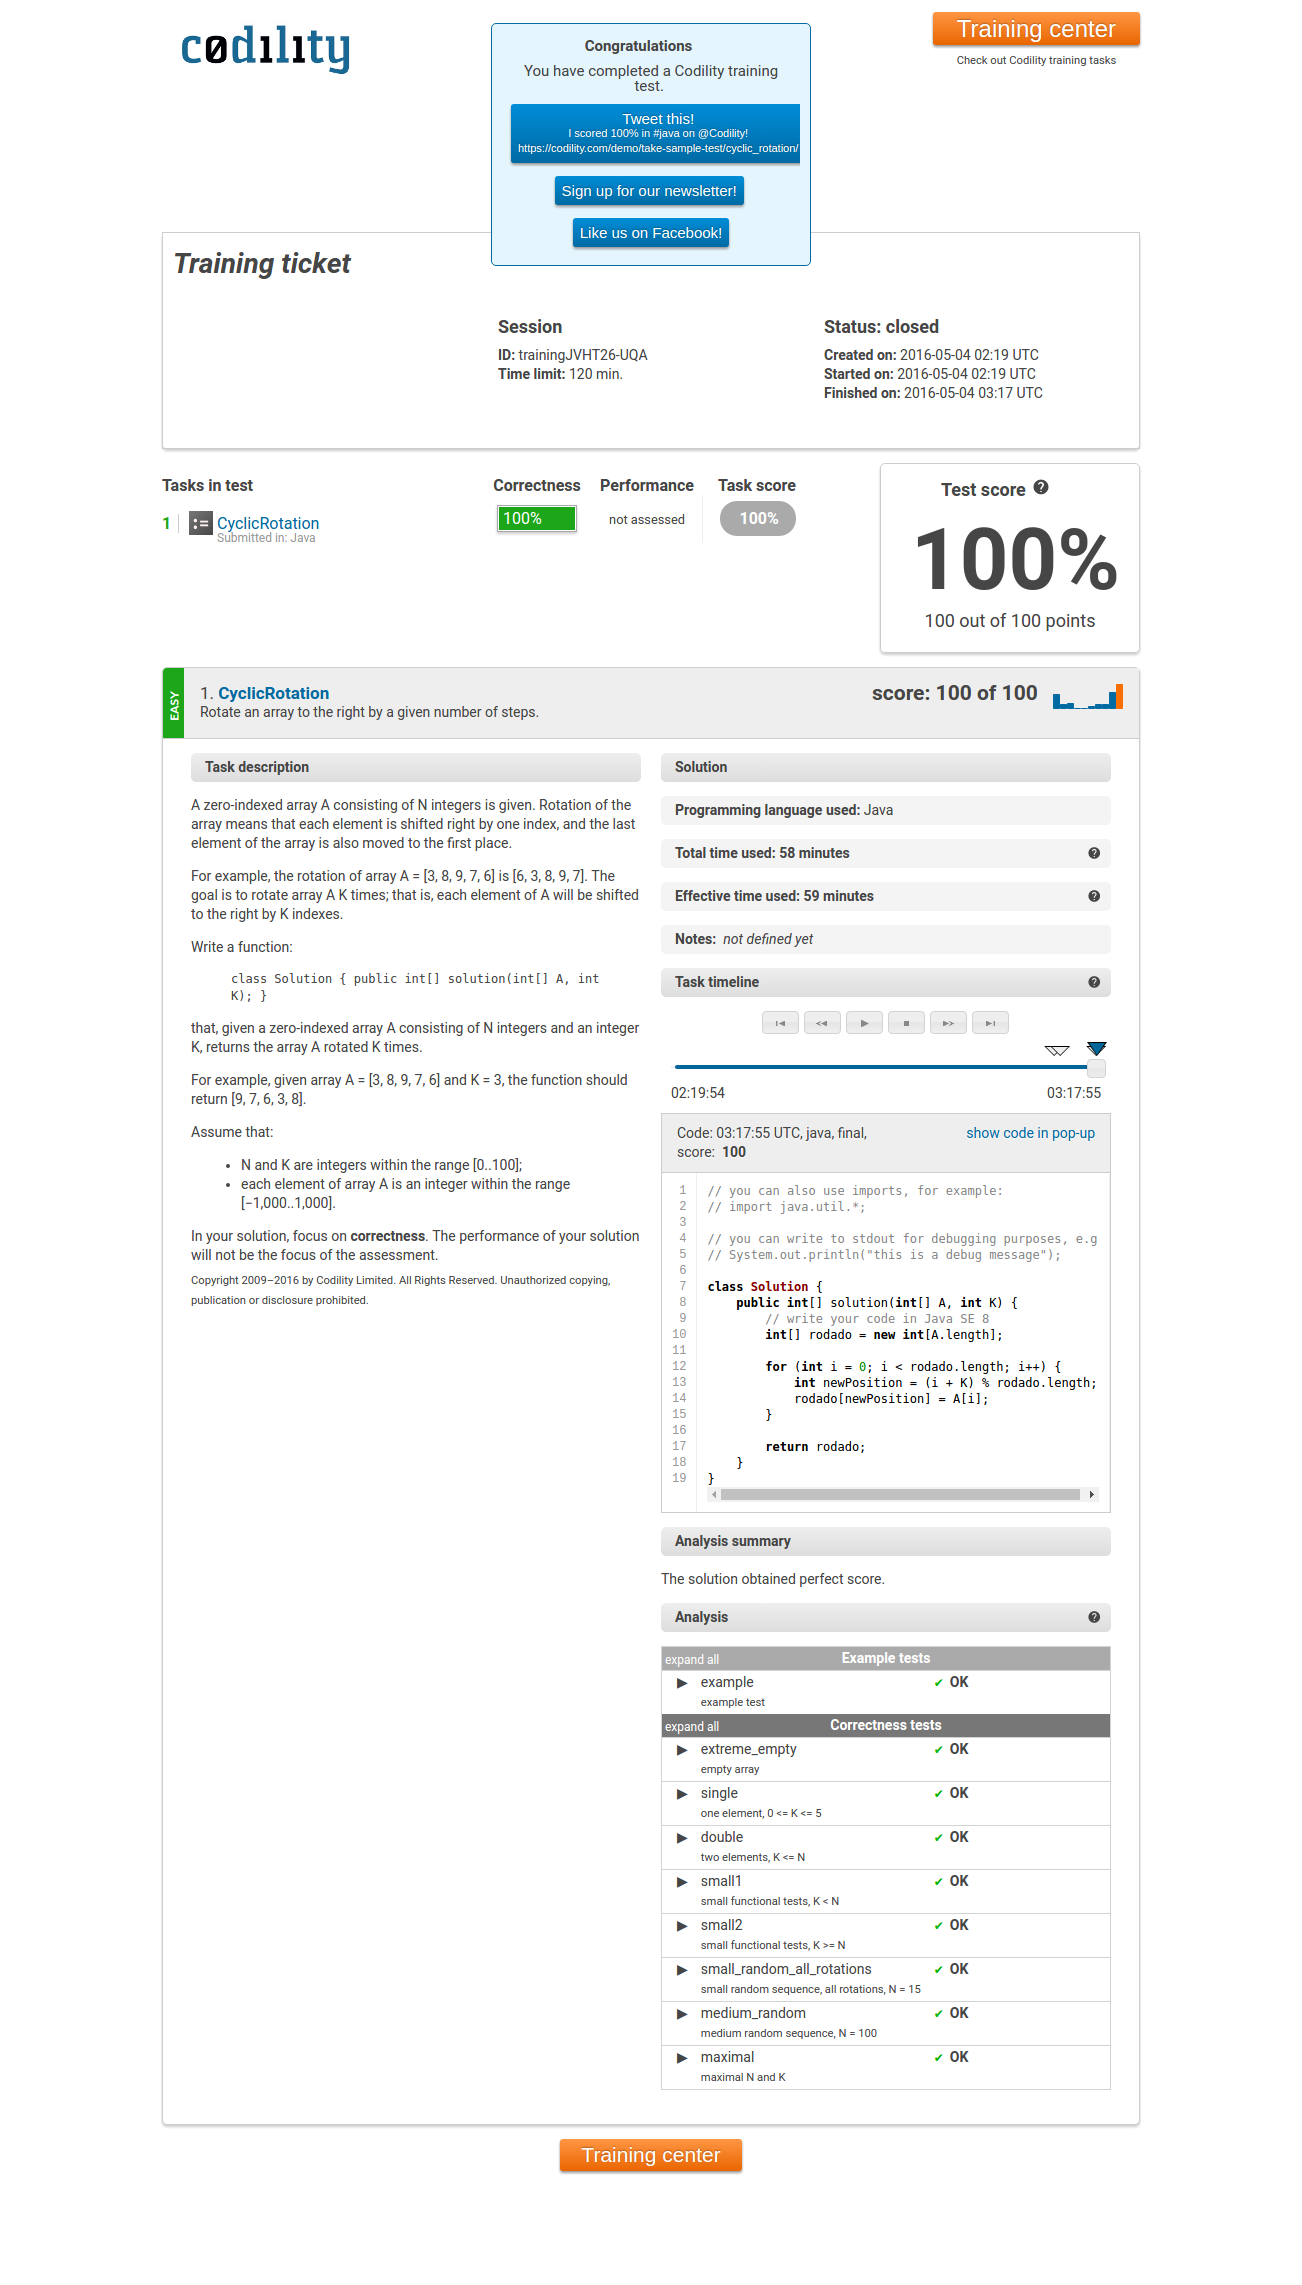 codility
Training center
Check out Codility training tasks
Congratulations
You have completed a Codility training
test.
Tweet this!
I scored 100% in #java on @Codility!
https://codility.com/demo/take-sample-test/cyclic_rotation/
Sign up for our newsletter!
Like us on Facebook!
Training ticket
Session
ID: trainingJVHT26-UQA
Time limit: 120 min.
Status: closed
Created on: 2016-05-04 02:19 UTC
Started on: 2016-05-04 02:19 UTC
Finished on: 2016-05-04 03:17 UTC
Tasks in test
Correctness
Performance
Task score
1
CyclicRotation
Submitted in: Java
100%
not assessed
100%
Test score
100%
100 out of 100 points
EASY
1. CyclicRotation
Rotate an array to the right by a given number of steps.
score: 100 of 100
Task description
A zero-indexed array A consisting of N integers is given. Rotation of the
array means that each element is shifted right by one index, and the last
element of the array is also moved to the first place.
For example, the rotation of array A = [3, 8, 9, 7, 6] is [6, 3, 8, 9, 7]. The
goal is to rotate array A K times; that is, each element of A will be shifted
to the right by K indexes.
Write a function:
class Solution { public int[] solution(int[] A, int
K); }
that, given a zero-indexed array A consisting of N integers and an integer
K, returns the array A rotated K times.
For example, given array A = [3, 8, 9, 7, 6] and K = 3, the function should
return [9, 7, 6, 3, 8].
Assume that:
• N and K are integers within the range [0..100];
• each element of array A is an integer within the range
[−1,000..1,000].
In your solution, focus on correctness. The performance of your solution
will not be the focus of the assessment.
Copyright 2009–2016 by Codility Limited. All Rights Reserved. Unauthorized copying,
publication or disclosure prohibited.
Solution
Programming language used: Java
Total time used: 58 minutes
Effective time used: 59 minutes
Notes: not defined yet
Task timeline
02:19:54
03:17:55
Code: 03:17:55 UTC, java, final,
score: 100
show code in pop-up
1 // you can also use imports, for example:
2 // import java.util.*;
3
4 // you can write to stdout for debugging purposes, e.g
5 // System.out.println("this is a debug message");
6
7 class Solution {
8     public int[] solution(int[] A, int K) {
9         // write your code in Java SE 8
10         int[] rodado = new int[A.length];
11
12         for (int i = 0; i < rodado.length; i++) {
13             int newPosition = (i + K) % rodado.length;
14             rodado[newPosition] = A[i];
15         }
16
17         return rodado;
18     }
19 }
Analysis summary
The solution obtained perfect score.
Analysis
expand all
Example tests
▶ example ✔ OK
example test
expand all
Correctness tests
▶ extreme_empty ✔ OK
empty array
▶ single ✔ OK
one element, 0 <= K <= 5
▶ double ✔ OK
two elements, K <= N
▶ small1 ✔ OK
small functional tests, K < N
▶ small2 ✔ OK
small functional tests, K >= N
▶ small_random_all_rotations ✔ OK
small random sequence, all rotations, N = 15
▶ medium_random ✔ OK
medium random sequence, N = 100
▶ maximal ✔ OK
maximal N and K
Training center